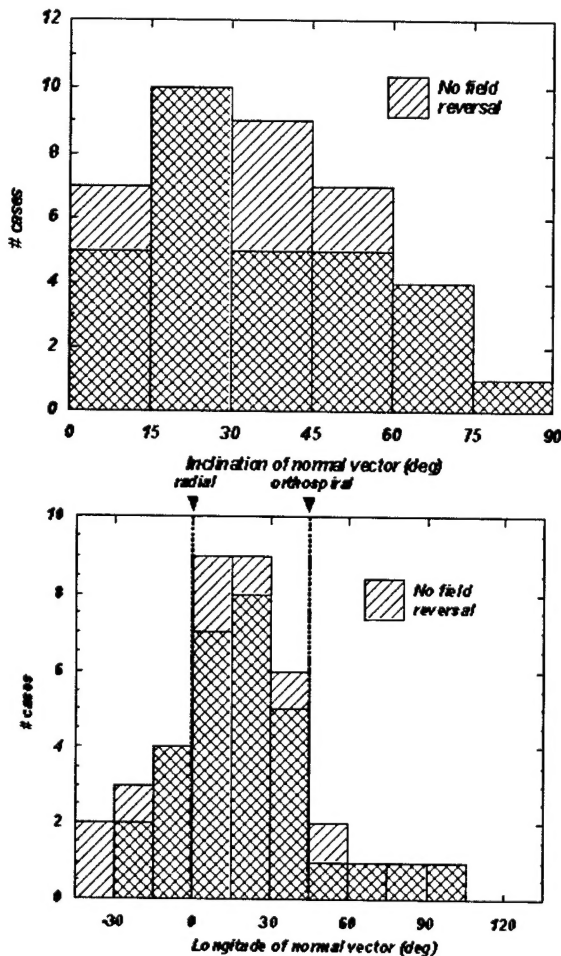 12
10
8
6
4
2
0
# cases
No field
reversal
0 15 30 45 60 75 90
Inclination of normal vector (deg)
radial orthospiral
10
8
6
4
2
0
# cases
No field
reversal
-30 0 30 60 90 120
Longitude of normal vector (deg)